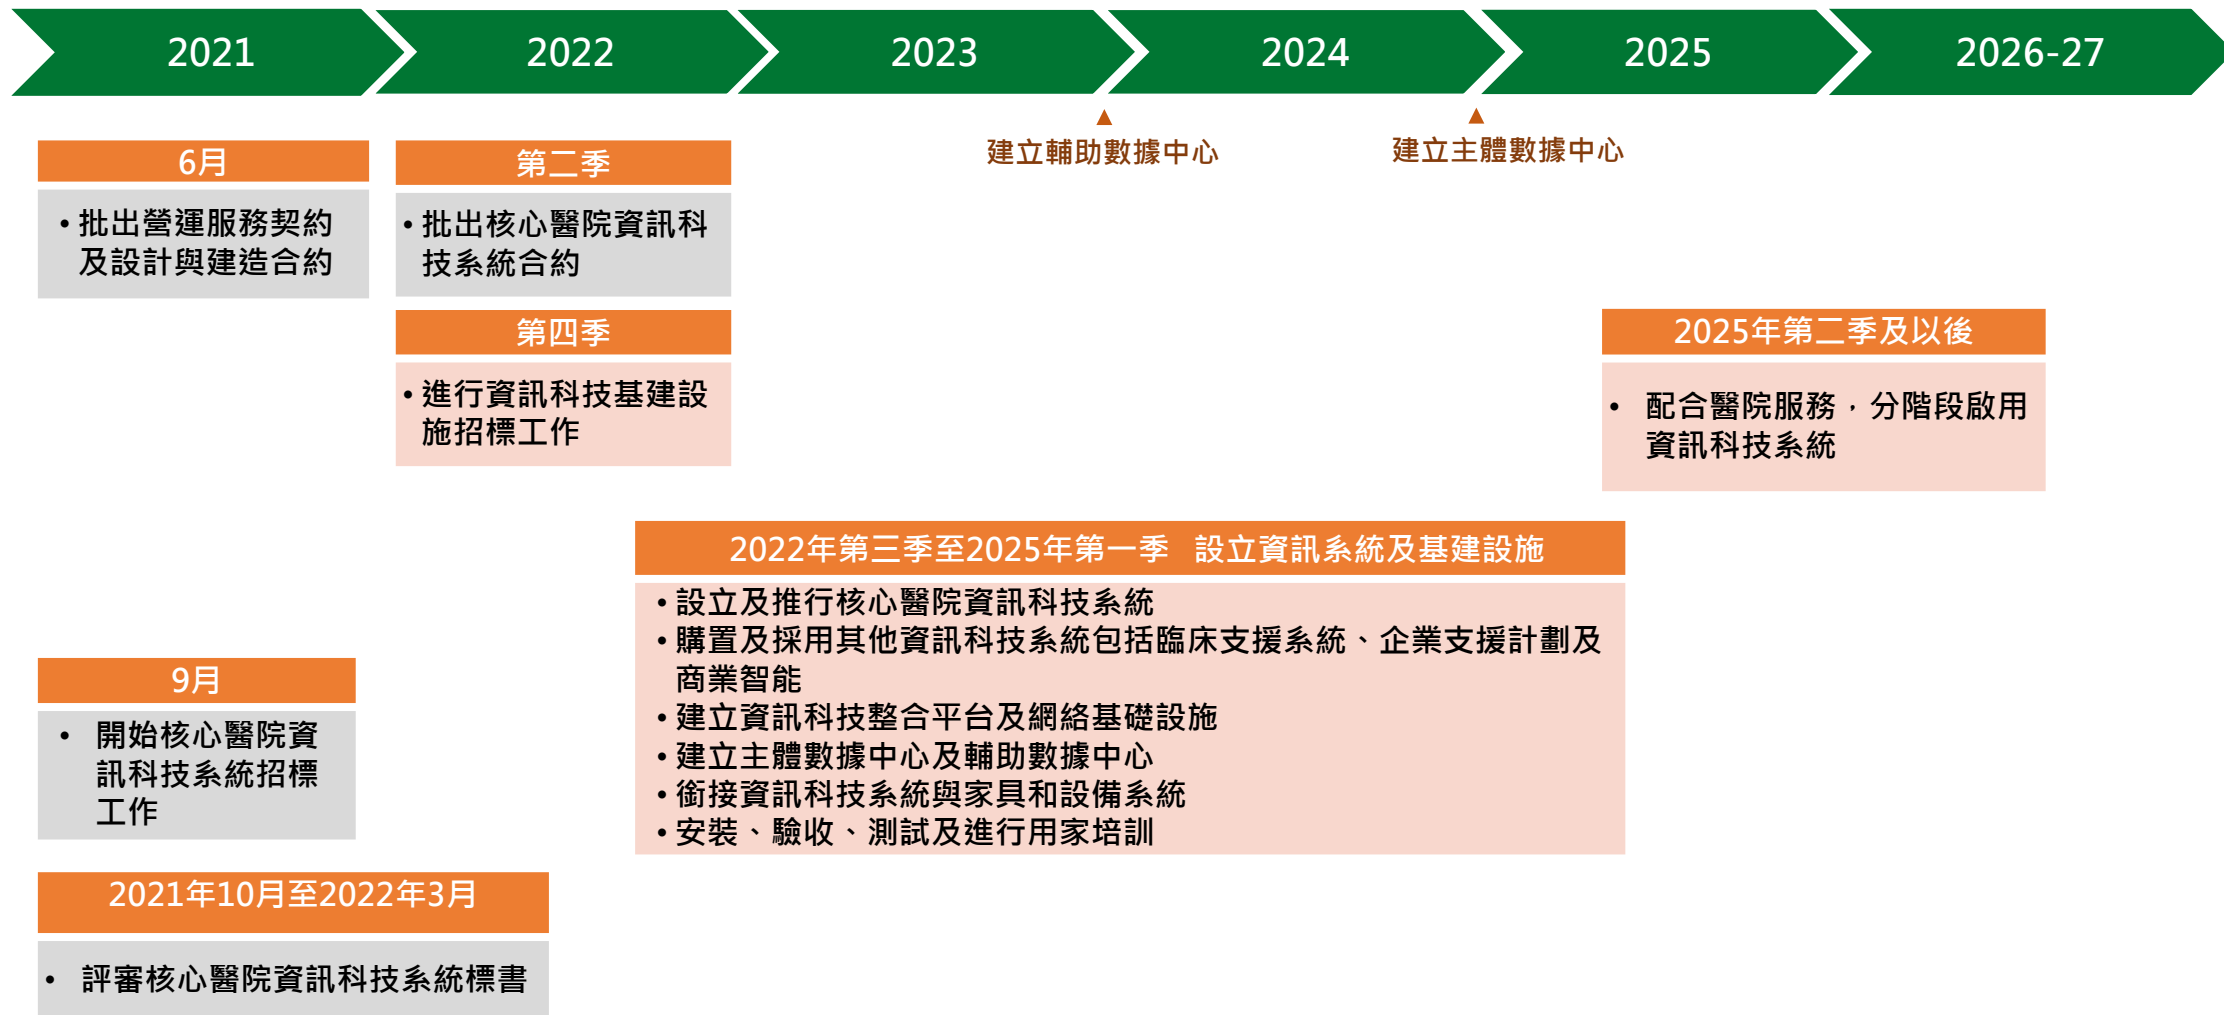 2021
2022
2023
2024
2025
2026-27
建立輔助數據中心
建立主體數據中心
6月
• 批出營運服務契約
及設計與建造合約
第二季
• 批出核心醫院資訊科
技系統合約
第四季
• 進行資訊科技基建設
施招標工作
2025年第二季及以後
• 配合醫院服務，分階段啟用
資訊科技系統
2022年第三季至2025年第一季 設立資訊系統及基建設施
• 設立及推行核心醫院資訊科技系統
• 購置及採用其他資訊科技系統包括臨床支援系統、企業支援計劃及
商業智能
• 建立資訊科技整合平台及網絡基礎設施
• 建立主體數據中心及輔助數據中心
• 銜接資訊科技系統與家具和設備系統
• 安裝、驗收、測試及進行用家培訓
9月
• 開始核心醫院資
訊科技系統招標
工作
2021年10月至2022年3月
• 評審核心醫院資訊科技系統標書